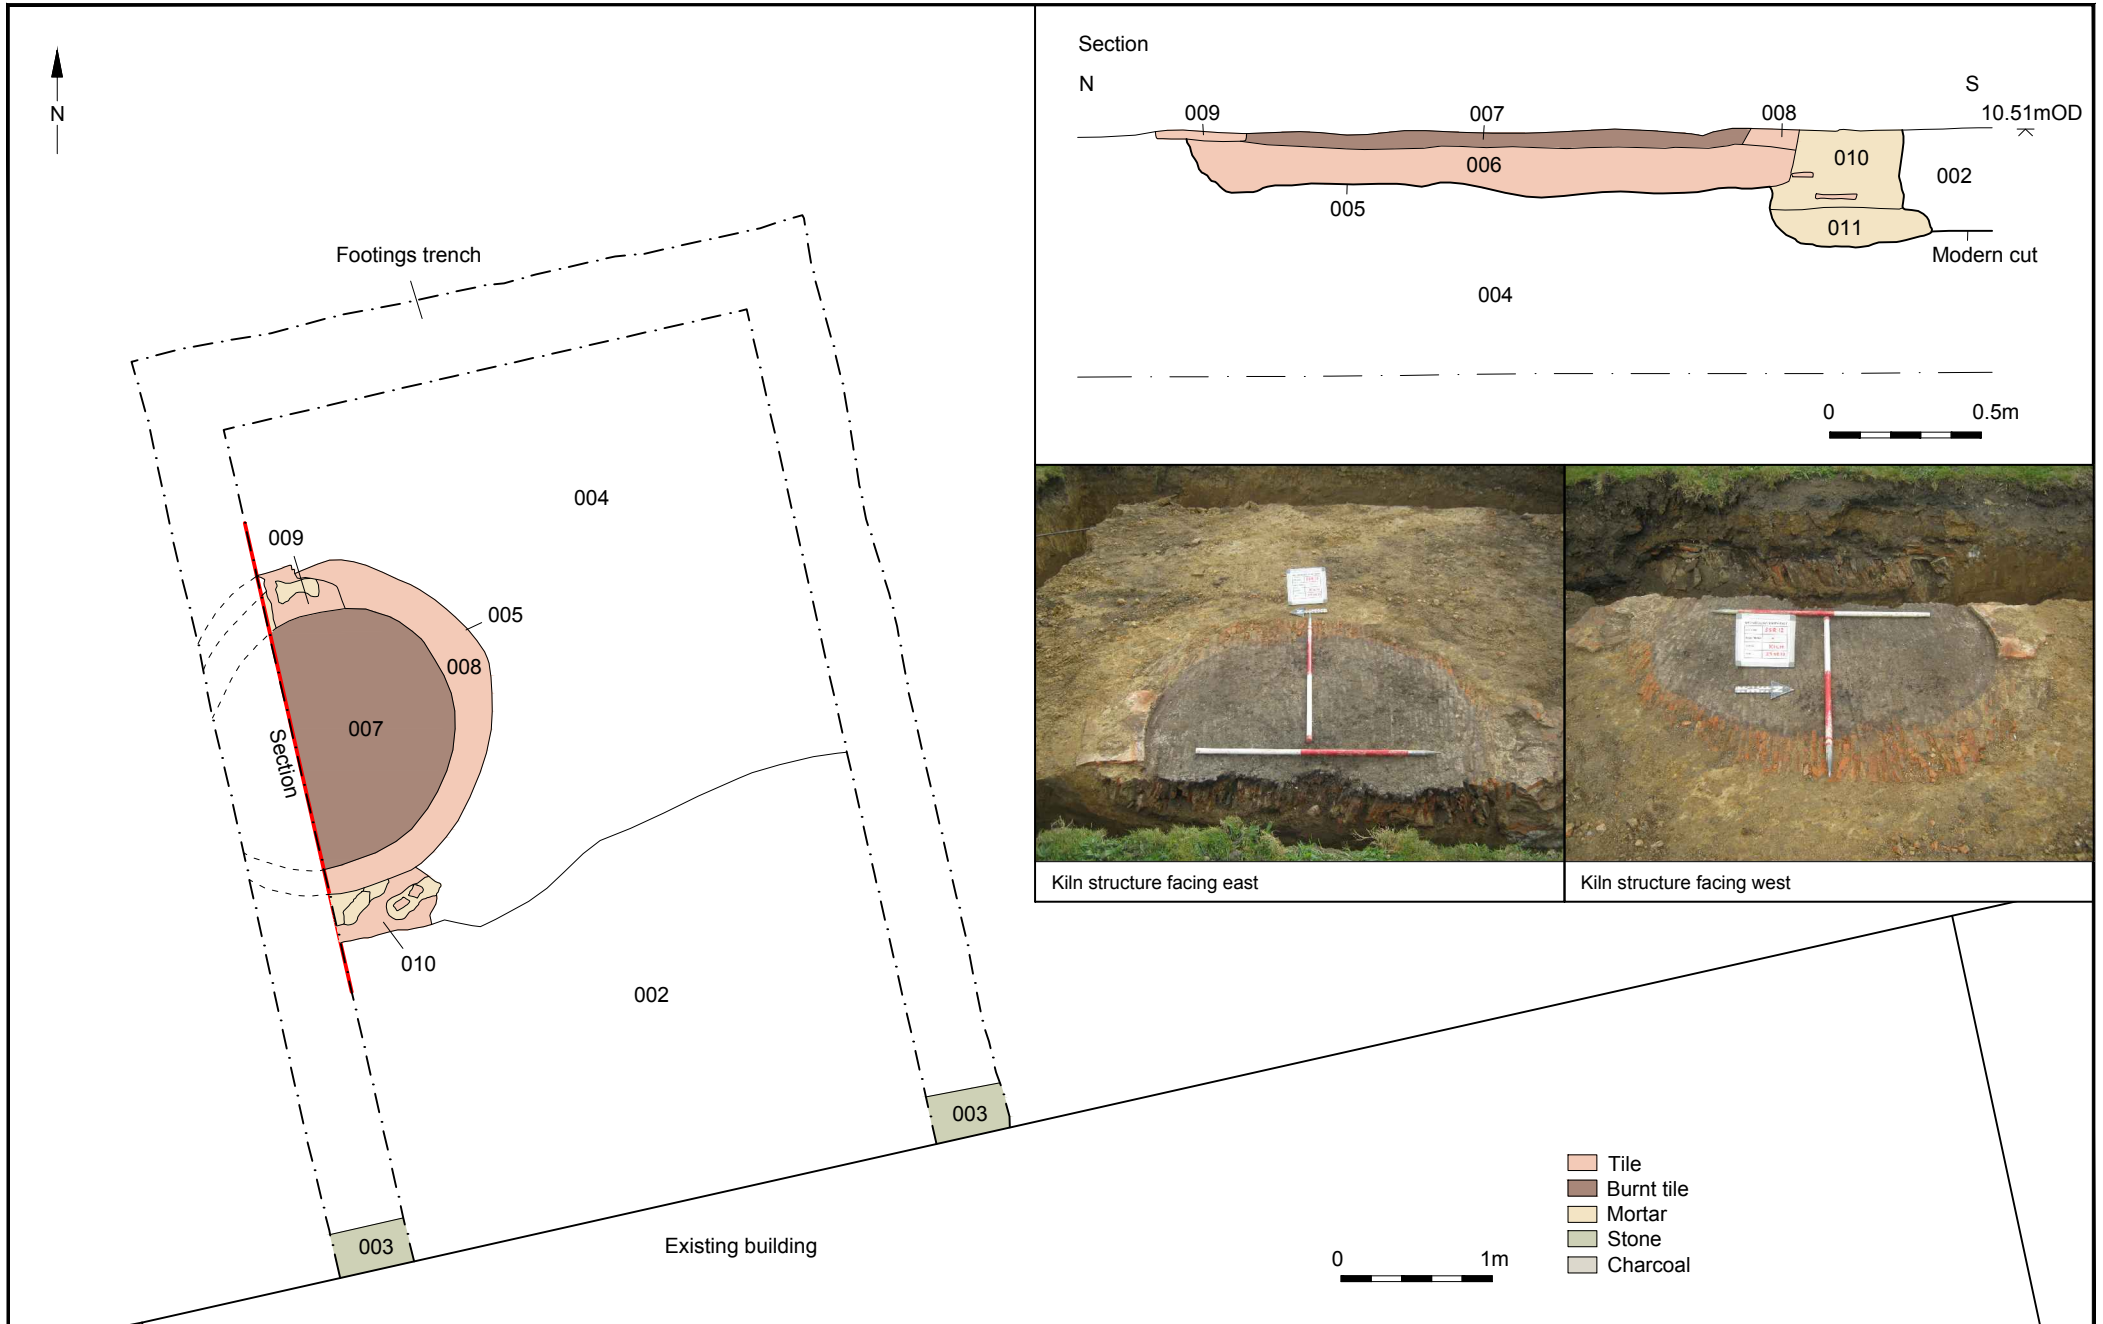 N
Footings trench
004
009
005
008
007
Section
010
002
003
003
Existing building
0 1m
Tile
Burnt tile
Mortar
Stone
Charcoal
Section
N S
10.51mOD
009 007 008
006 010
002
005
011
Modern cut
004
0 0.5m
Kiln structure facing east
Kiln structure facing west